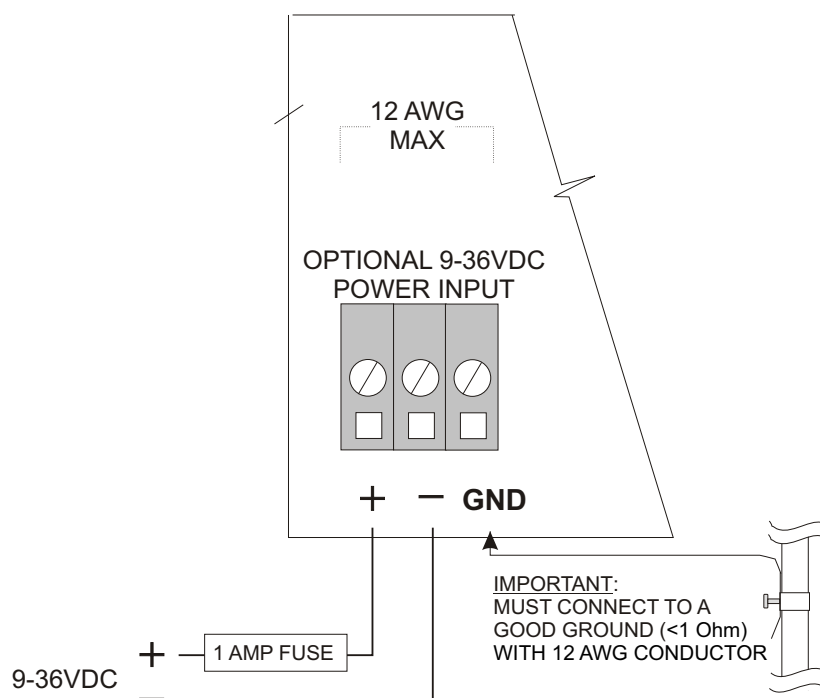 12 AWG
MAX
OPTIONAL 9-36VDC
POWER INPUT
+ − GND
IMPORTANT:
MUST CONNECT TO A
GOOD GROUND (<1 Ohm)
WITH 12 AWG CONDUCTOR
+
1 AMP FUSE
9-36VDC
−